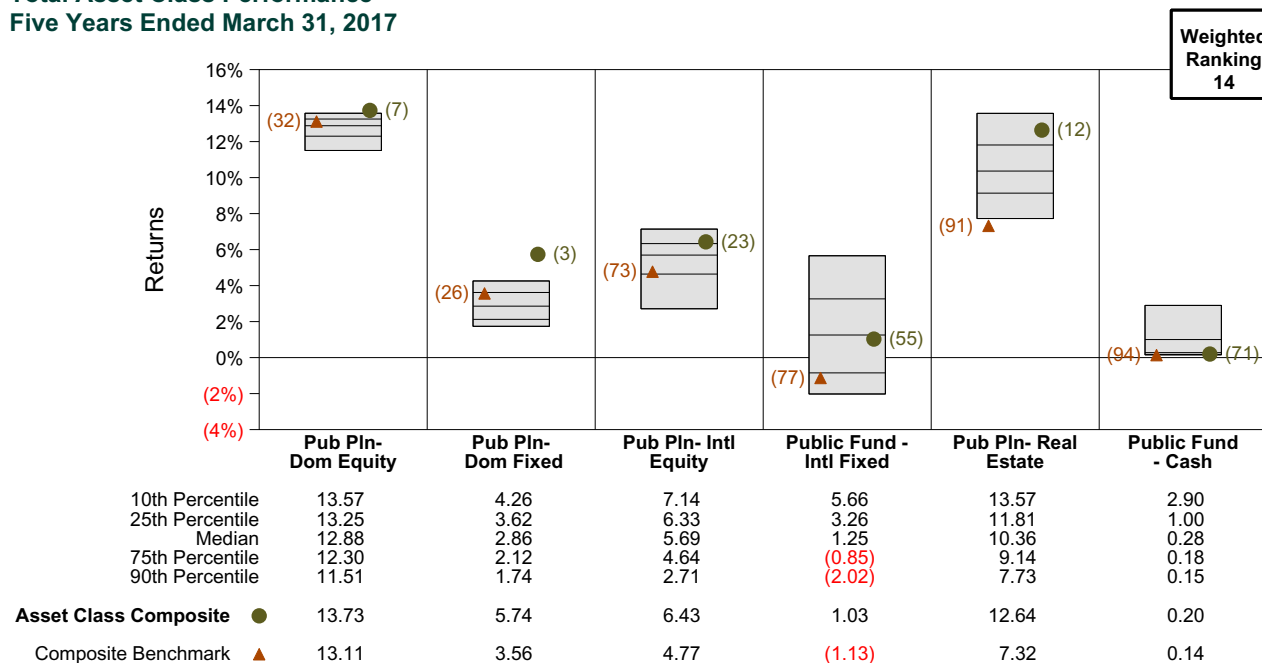 Total Asset Class Performance
Five Years Ended March 31, 2017
Weighted
Ranking
14
16%
14%
12%
10%
8%
6%
4%
2%
0%
(2%)
(4%)
Returns
(32) (7)
(26) (3)
(73) (23)
(77) (55)
(91) (12)
(94) (71)
Pub Pln- Dom Equity
Pub Pln- Dom Fixed
Pub Pln- Intl Equity
Public Fund - Intl Fixed
Pub Pln- Real Estate
Public Fund - Cash
10th Percentile 13.57 4.26 7.14 5.66 13.57 2.90
25th Percentile 13.25 3.62 6.33 3.26 11.81 1.00
Median 12.88 2.86 5.69 1.25 10.36 0.28
75th Percentile 12.30 2.12 4.64 (0.85) 9.14 0.18
90th Percentile 11.51 1.74 2.71 (2.02) 7.73 0.15
Asset Class Composite 13.73 5.74 6.43 1.03 12.64 0.20
Composite Benchmark 13.11 3.56 4.77 (1.13) 7.32 0.14